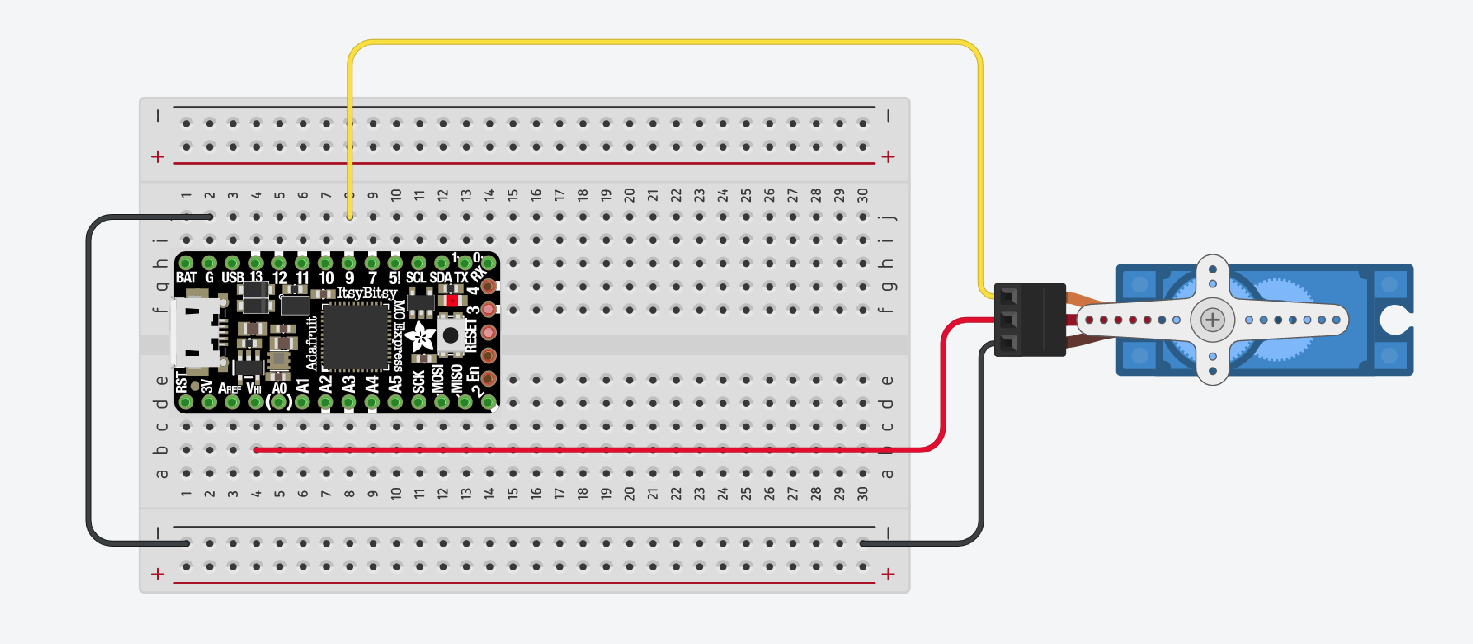 − −
+ +
1 2 3 4 5 6 7 8 9 10 11 12 13 14 15 16 17 18 19 20 21 22 23 24 25 26 27 28 29 30
j j
i i
h h
BAT G USB 13 12 11 10 9 7 5! SCL SDA TX RX
1 0
g g
ItsyBitsy
4
f f
3
Adafruit
M0 Express
RESET
RST 3V AREF VHI (A0) A1 A2 A3 A4 A5 SCK MOSI MISO 2 En
e e
d d
c c
b b
a a
1 2 3 4 5 6 7 8 9 10 11 12 13 14 15 16 17 18 19 20 21 22 23 24 25 26 27 28 29 30
− −
+ +